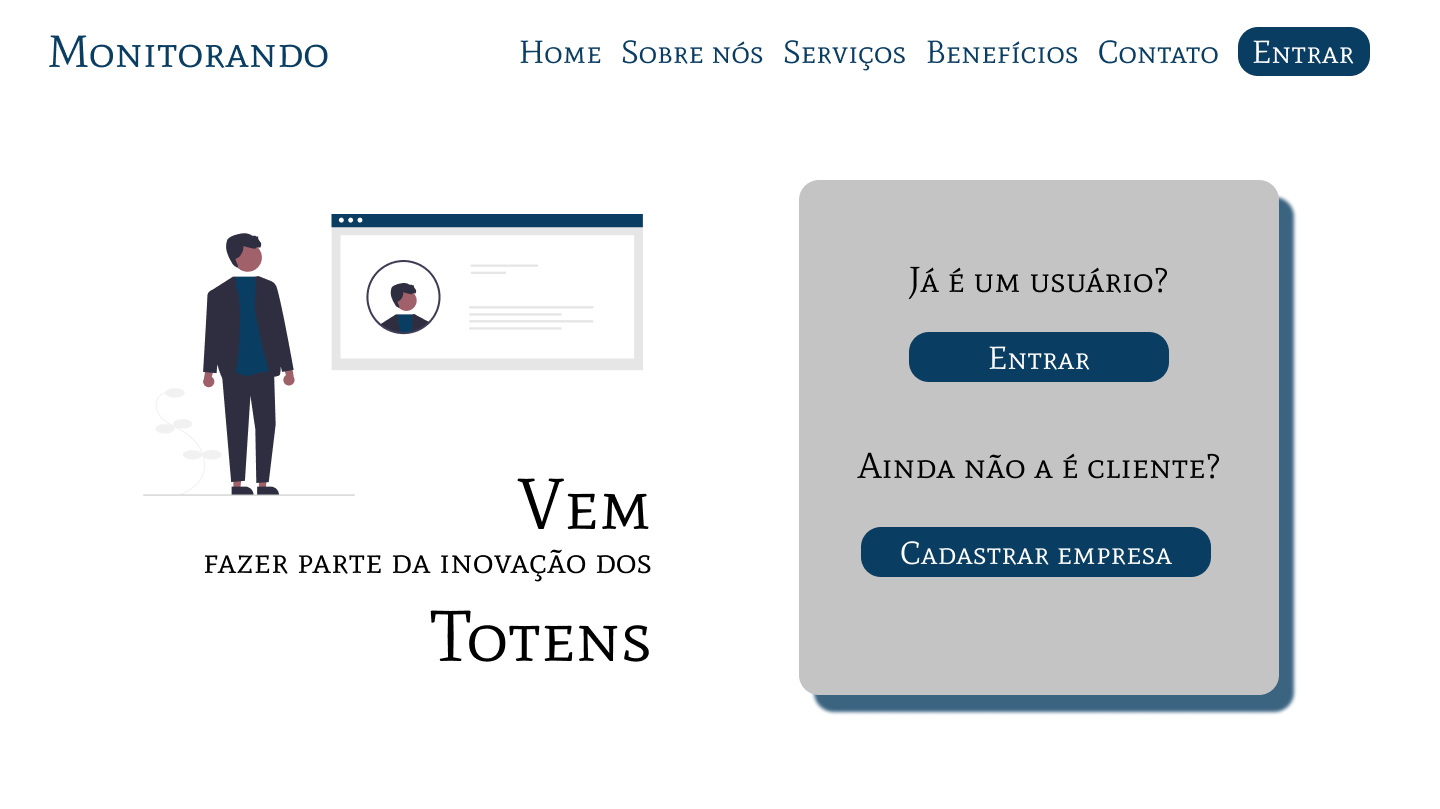 Monitorando
Home Sobre nós Serviços Benefícios Contato Entrar
Vem
fazer parte da inovação dos
Totens
Já é um usuário?
Entrar
Ainda não a é cliente?
Cadastrar empresa